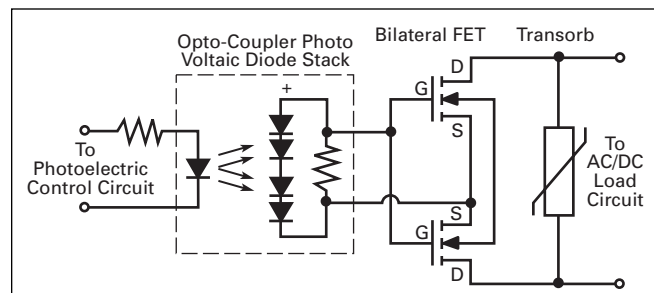 Opto-Coupler Photo
Voltaic Diode Stack
Bilateral FET
Transorb
+
D
G
S
To
Photoelectric
Control Circuit
To
AC/DC
Load
Circuit
S
G
D